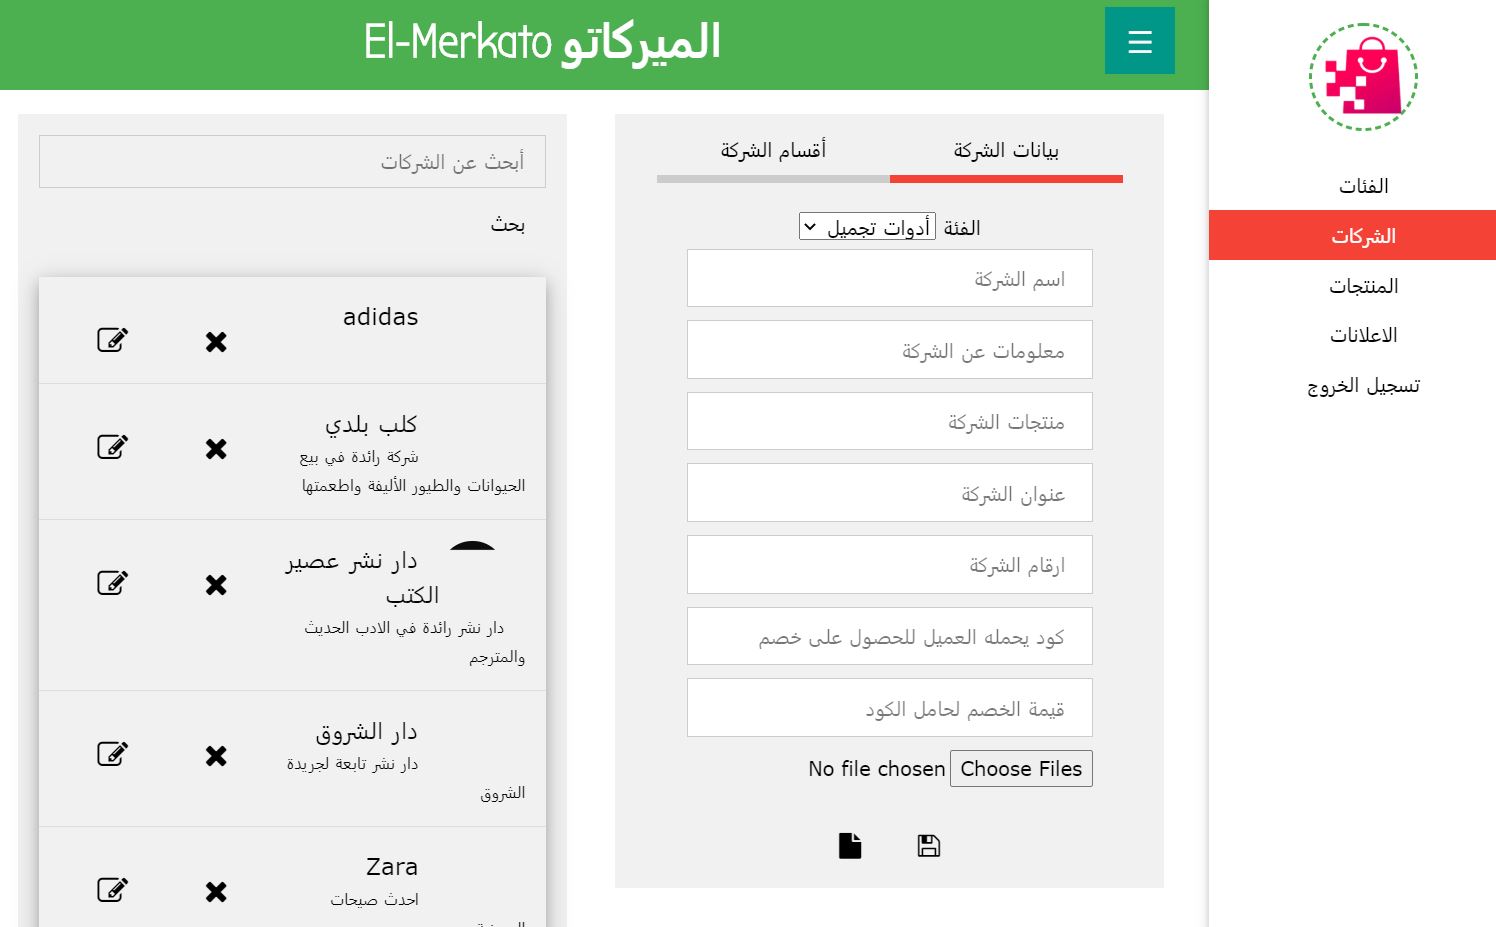 الميركاتو El-Merkato
☰
الفئات
الشركات
المنتجات
الاعلانات
تسجيل الخروج
بيانات الشركة
أقسام الشركة
الفئة أدوات تجميل
اسم الشركة
معلومات عن الشركة
منتجات الشركة
عنوان الشركة
ارقام الشركة
كود يحمله العميل للحصول على خصم
قيمة الخصم لحامل الكود
Choose Files No file chosen
أبحث عن الشركات
بحث
adidas
كلب بلدي
شركة رائدة في بيع
الحيوانات والطيور الأليفة واطعمتها
دار نشر عصير
الكتب
دار نشر رائدة في الادب الحديث
والمترجم
دار الشروق
دار نشر تابعة لجريدة
الشروق
Zara
احدث صيحات